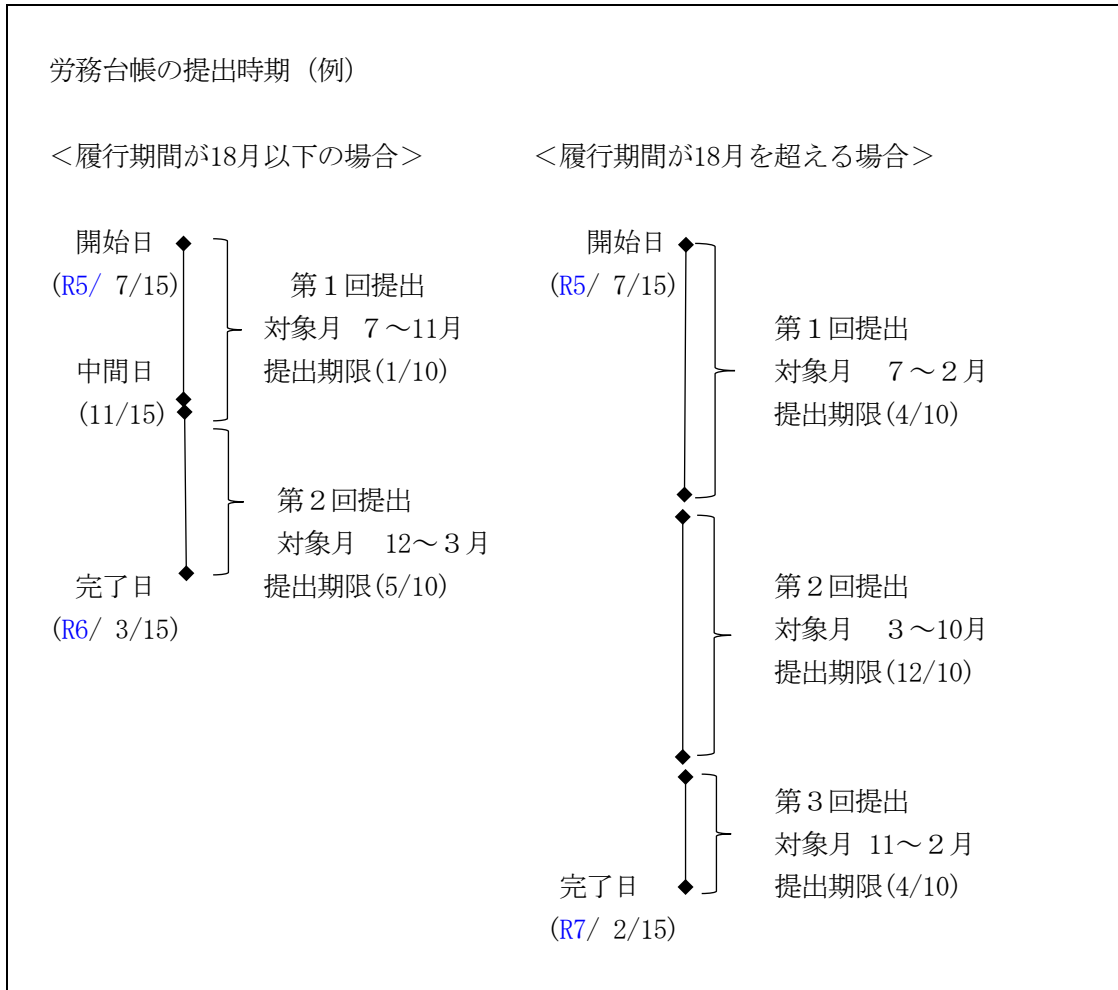 労務台帳の提出時期（例）
＜履行期間が18月以下の場合＞
開始日
(R5/ 7/15)
第１回提出
対象月 ７～11月
提出期限(1/10)
中間日
(11/15)
第２回提出
対象月 12～３月
提出期限(5/10)
完了日
(R6/ 3/15)
＜履行期間が18月を超える場合＞
開始日
(R5/ 7/15)
第１回提出
対象月 ７～２月
提出期限(4/10)
第２回提出
対象月 ３～10月
提出期限(12/10)
第３回提出
対象月 11～２月
提出期限(4/10)
完了日
(R7/ 2/15)